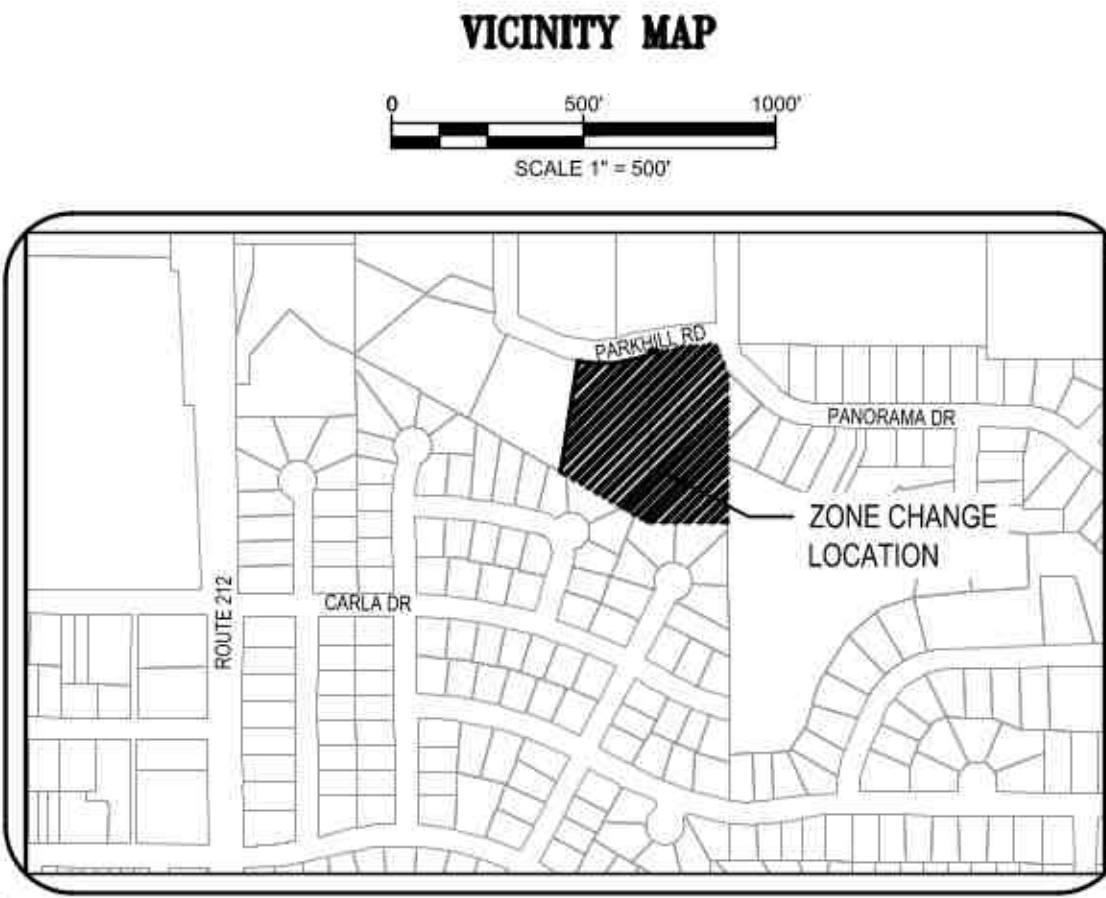 VICINITY MAP
0 500' 1000'
SCALE 1" = 500'
PARKHILL RD
PANORAMA DR
ZONE CHANGE
LOCATION
CARLA DR
ROUTE 212